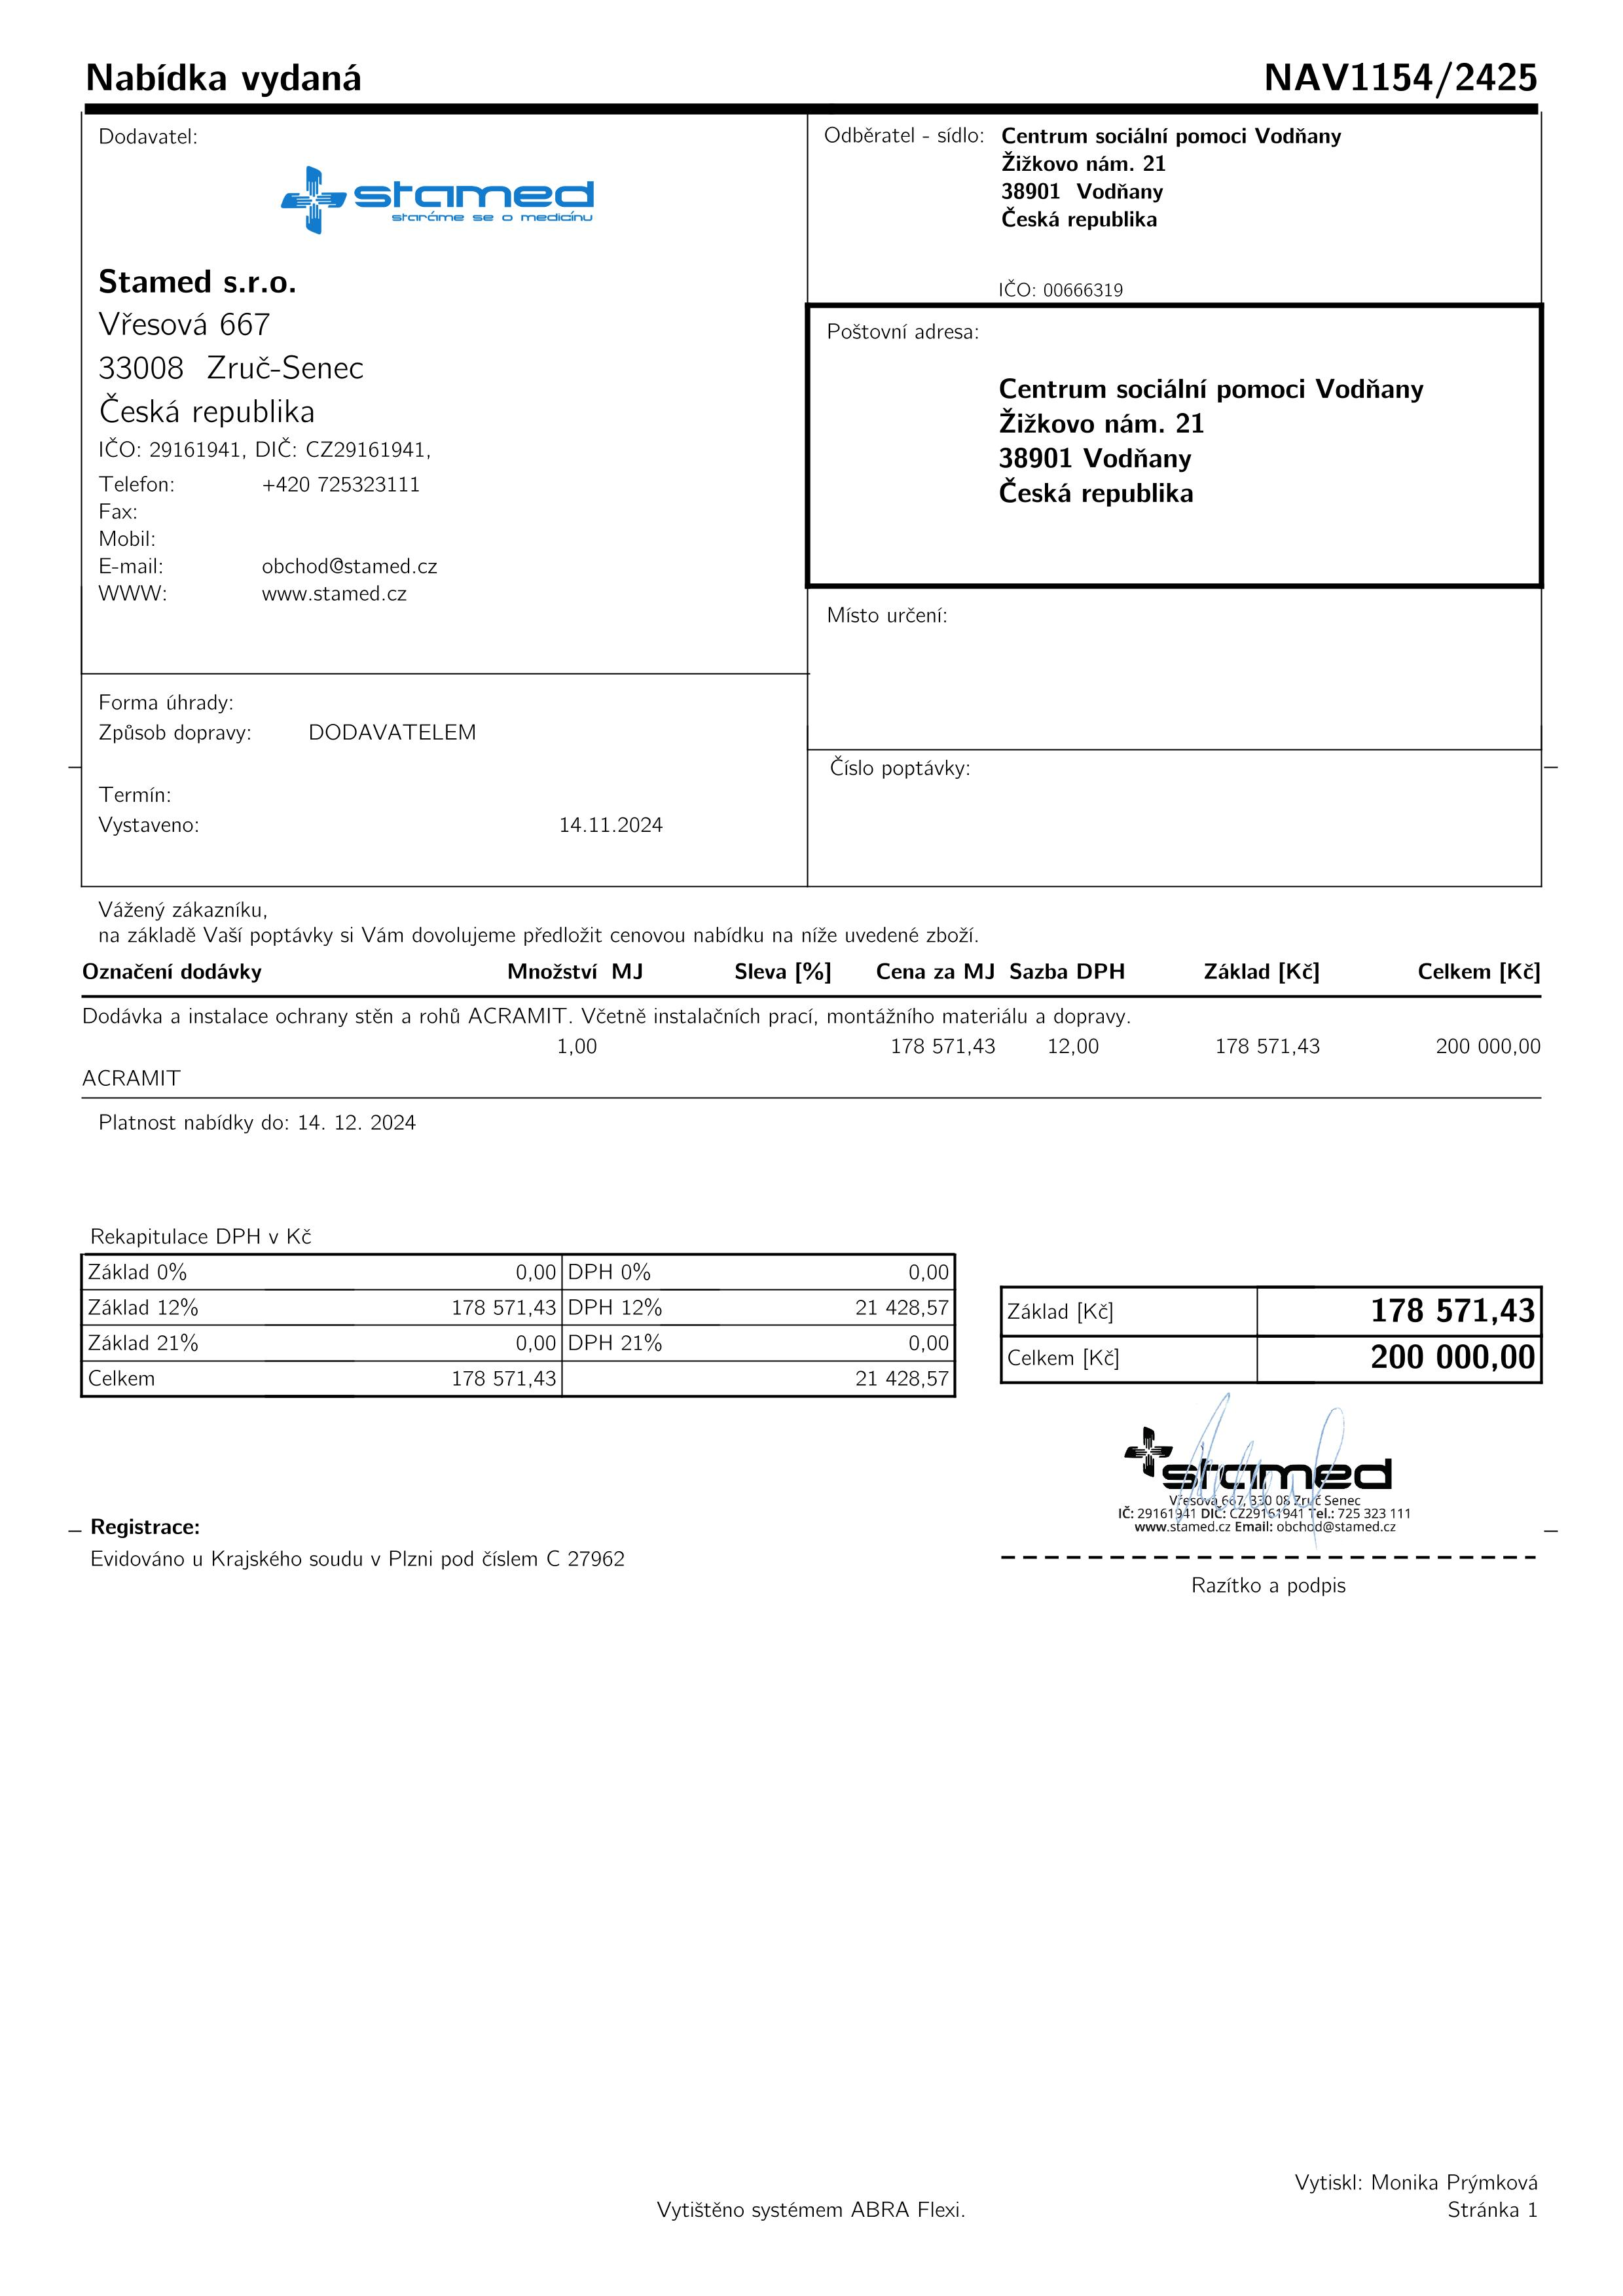 Nabídka vydaná NAV1154/2425
Dodavatel:
stamed
staráme se o medicínu
Stamed s.r.o.
Vřesová 667
33008 Zruč-Senec
Česká republika
IČO: 29161941, DIČ: CZ29161941,
Telefon: +420 725323111
Fax:
Mobil:
E-mail: obchod@stamed.cz
WWW: www.stamed.cz
Odběratel - sídlo: Centrum sociální pomoci Vodňany
Žižkovo nám. 21
38901 Vodňany
Česká republika
IČO: 00666319
Poštovní adresa:
Centrum sociální pomoci Vodňany
Žižkovo nám. 21
38901 Vodňany
Česká republika
Místo určení:
Forma úhrady:
Způsob dopravy: DODAVATELEM
Termín:
Vystaveno: 14.11.2024
Číslo poptávky:
Vážený zákazníku,
na základě Vaší poptávky si Vám dovolujeme předložit cenovou nabídku na níže uvedené zboží.
Označení dodávky Množství MJ Sleva [%] Cena za MJ Sazba DPH Základ [Kč] Celkem [Kč]
Dodávka a instalace ochrany stěn a rohů ACRAMIT. Včetně instalačních prací, montážního materiálu a dopravy.
1,00 178 571,43 12,00 178 571,43 200 000,00
ACRAMIT
Platnost nabídky do: 14. 12. 2024
Rekapitulace DPH v Kč
Základ 0% 0,00 DPH 0% 0,00
Základ 12% 178 571,43 DPH 12% 21 428,57
Základ 21% 0,00 DPH 21% 0,00
Celkem 178 571,43 21 428,57
Základ [Kč] 178 571,43
Celkem [Kč] 200 000,00
stamed
Vřesová 667, 330 08 Zruč Senec
IČ: 29161941 DIČ: CZ29161941 Tel.: 725 323 111
www.stamed.cz Email: obchod@stamed.cz
Razítko a podpis
Registrace:
Evidováno u Krajského soudu v Plzni pod číslem C 27962
Vytiskl: Monika Prýmková
Vytištěno systémem ABRA Flexi. Stránka 1